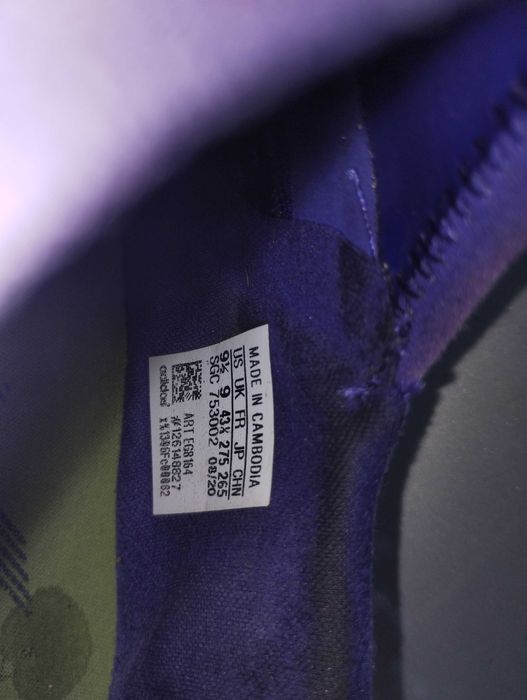 MADE IN CAMBODIA
US UK FR JP CHN
9½ 9 43⅓ 275 265
SGC 753002 08/20
ART EG8164
adidas